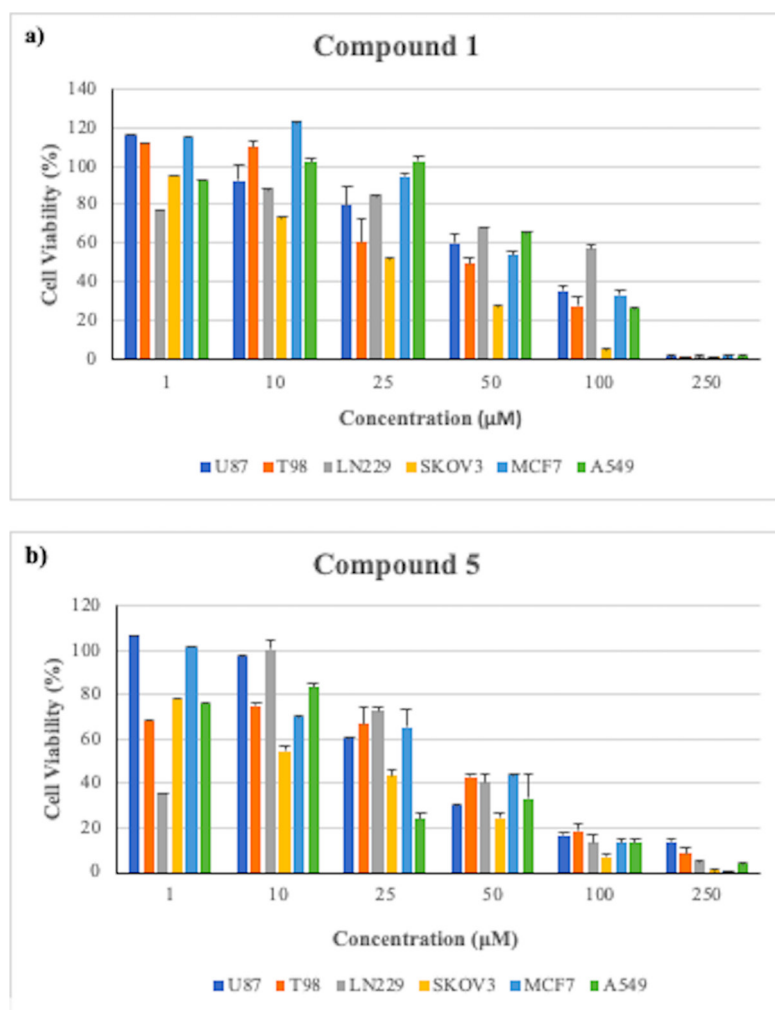 a)
Compound 1
Cell Viability (%)
140
120
100
80
60
40
20
0
1 10 25 50 100 250
Concentration (μM)
U87 T98 LN229 SKOV3 MCF7 A549
b)
Compound 5
Cell Viability (%)
120
100
80
60
40
20
0
1 10 25 50 100 250
Concentration (μM)
U87 T98 LN229 SKOV3 MCF7 A549